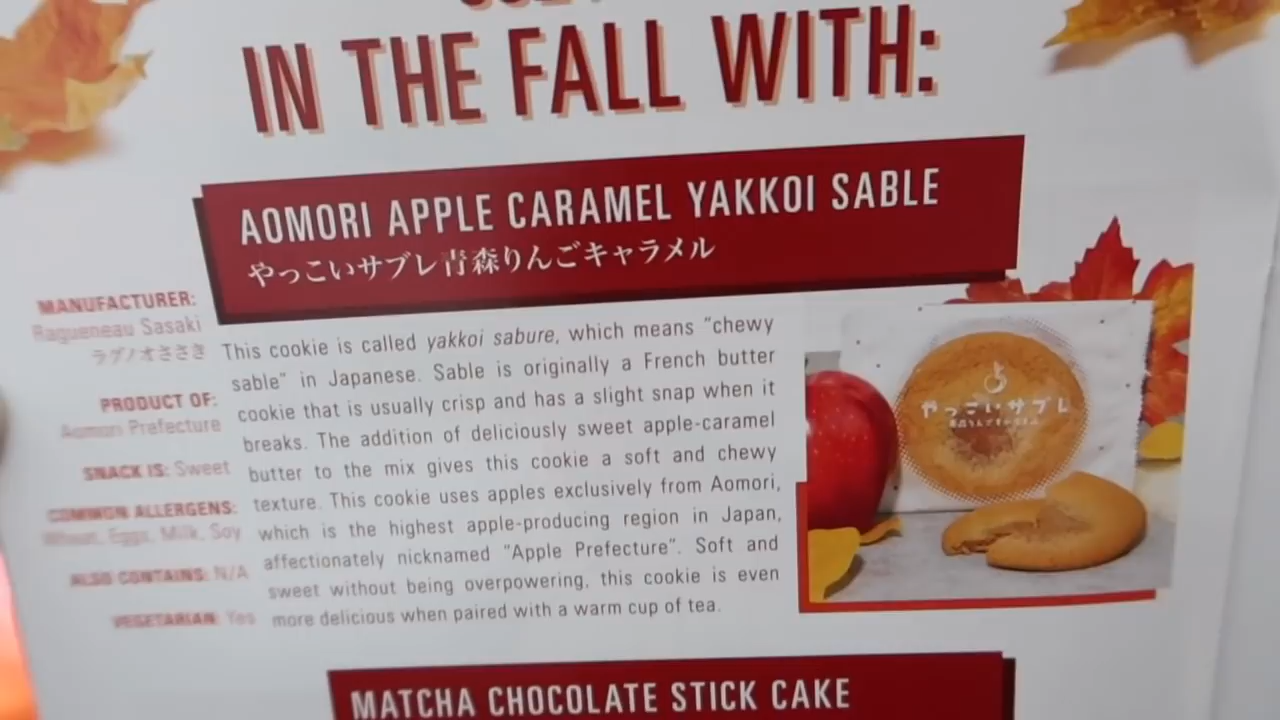 IN THE FALL WITH:
AOMORI APPLE CARAMEL YAKKOI SABLE
やっこいサブレ青森りんごキャラメル
MANUFACTURER:
Ragueneau Sasaki
ラグノオささき
PRODUCT OF:
Aomori Prefecture
SNACK IS: Sweet
COMMON ALLERGENS:
Wheat, Eggs, Milk, Soy
ALSO CONTAINS: N/A
VEGETARIAN: Yes
This cookie is called yakkoi sabure, which means "chewy
sable" in Japanese. Sable is originally a French butter
cookie that is usually crisp and has a slight snap when it
breaks. The addition of deliciously sweet apple-caramel
butter to the mix gives this cookie a soft and chewy
texture. This cookie uses apples exclusively from Aomori,
which is the highest apple-producing region in Japan,
affectionately nicknamed "Apple Prefecture". Soft and
sweet without being overpowering, this cookie is even
more delicious when paired with a warm cup of tea.
やっこいサブレ
MATCHA CHOCOLATE STICK CAKE